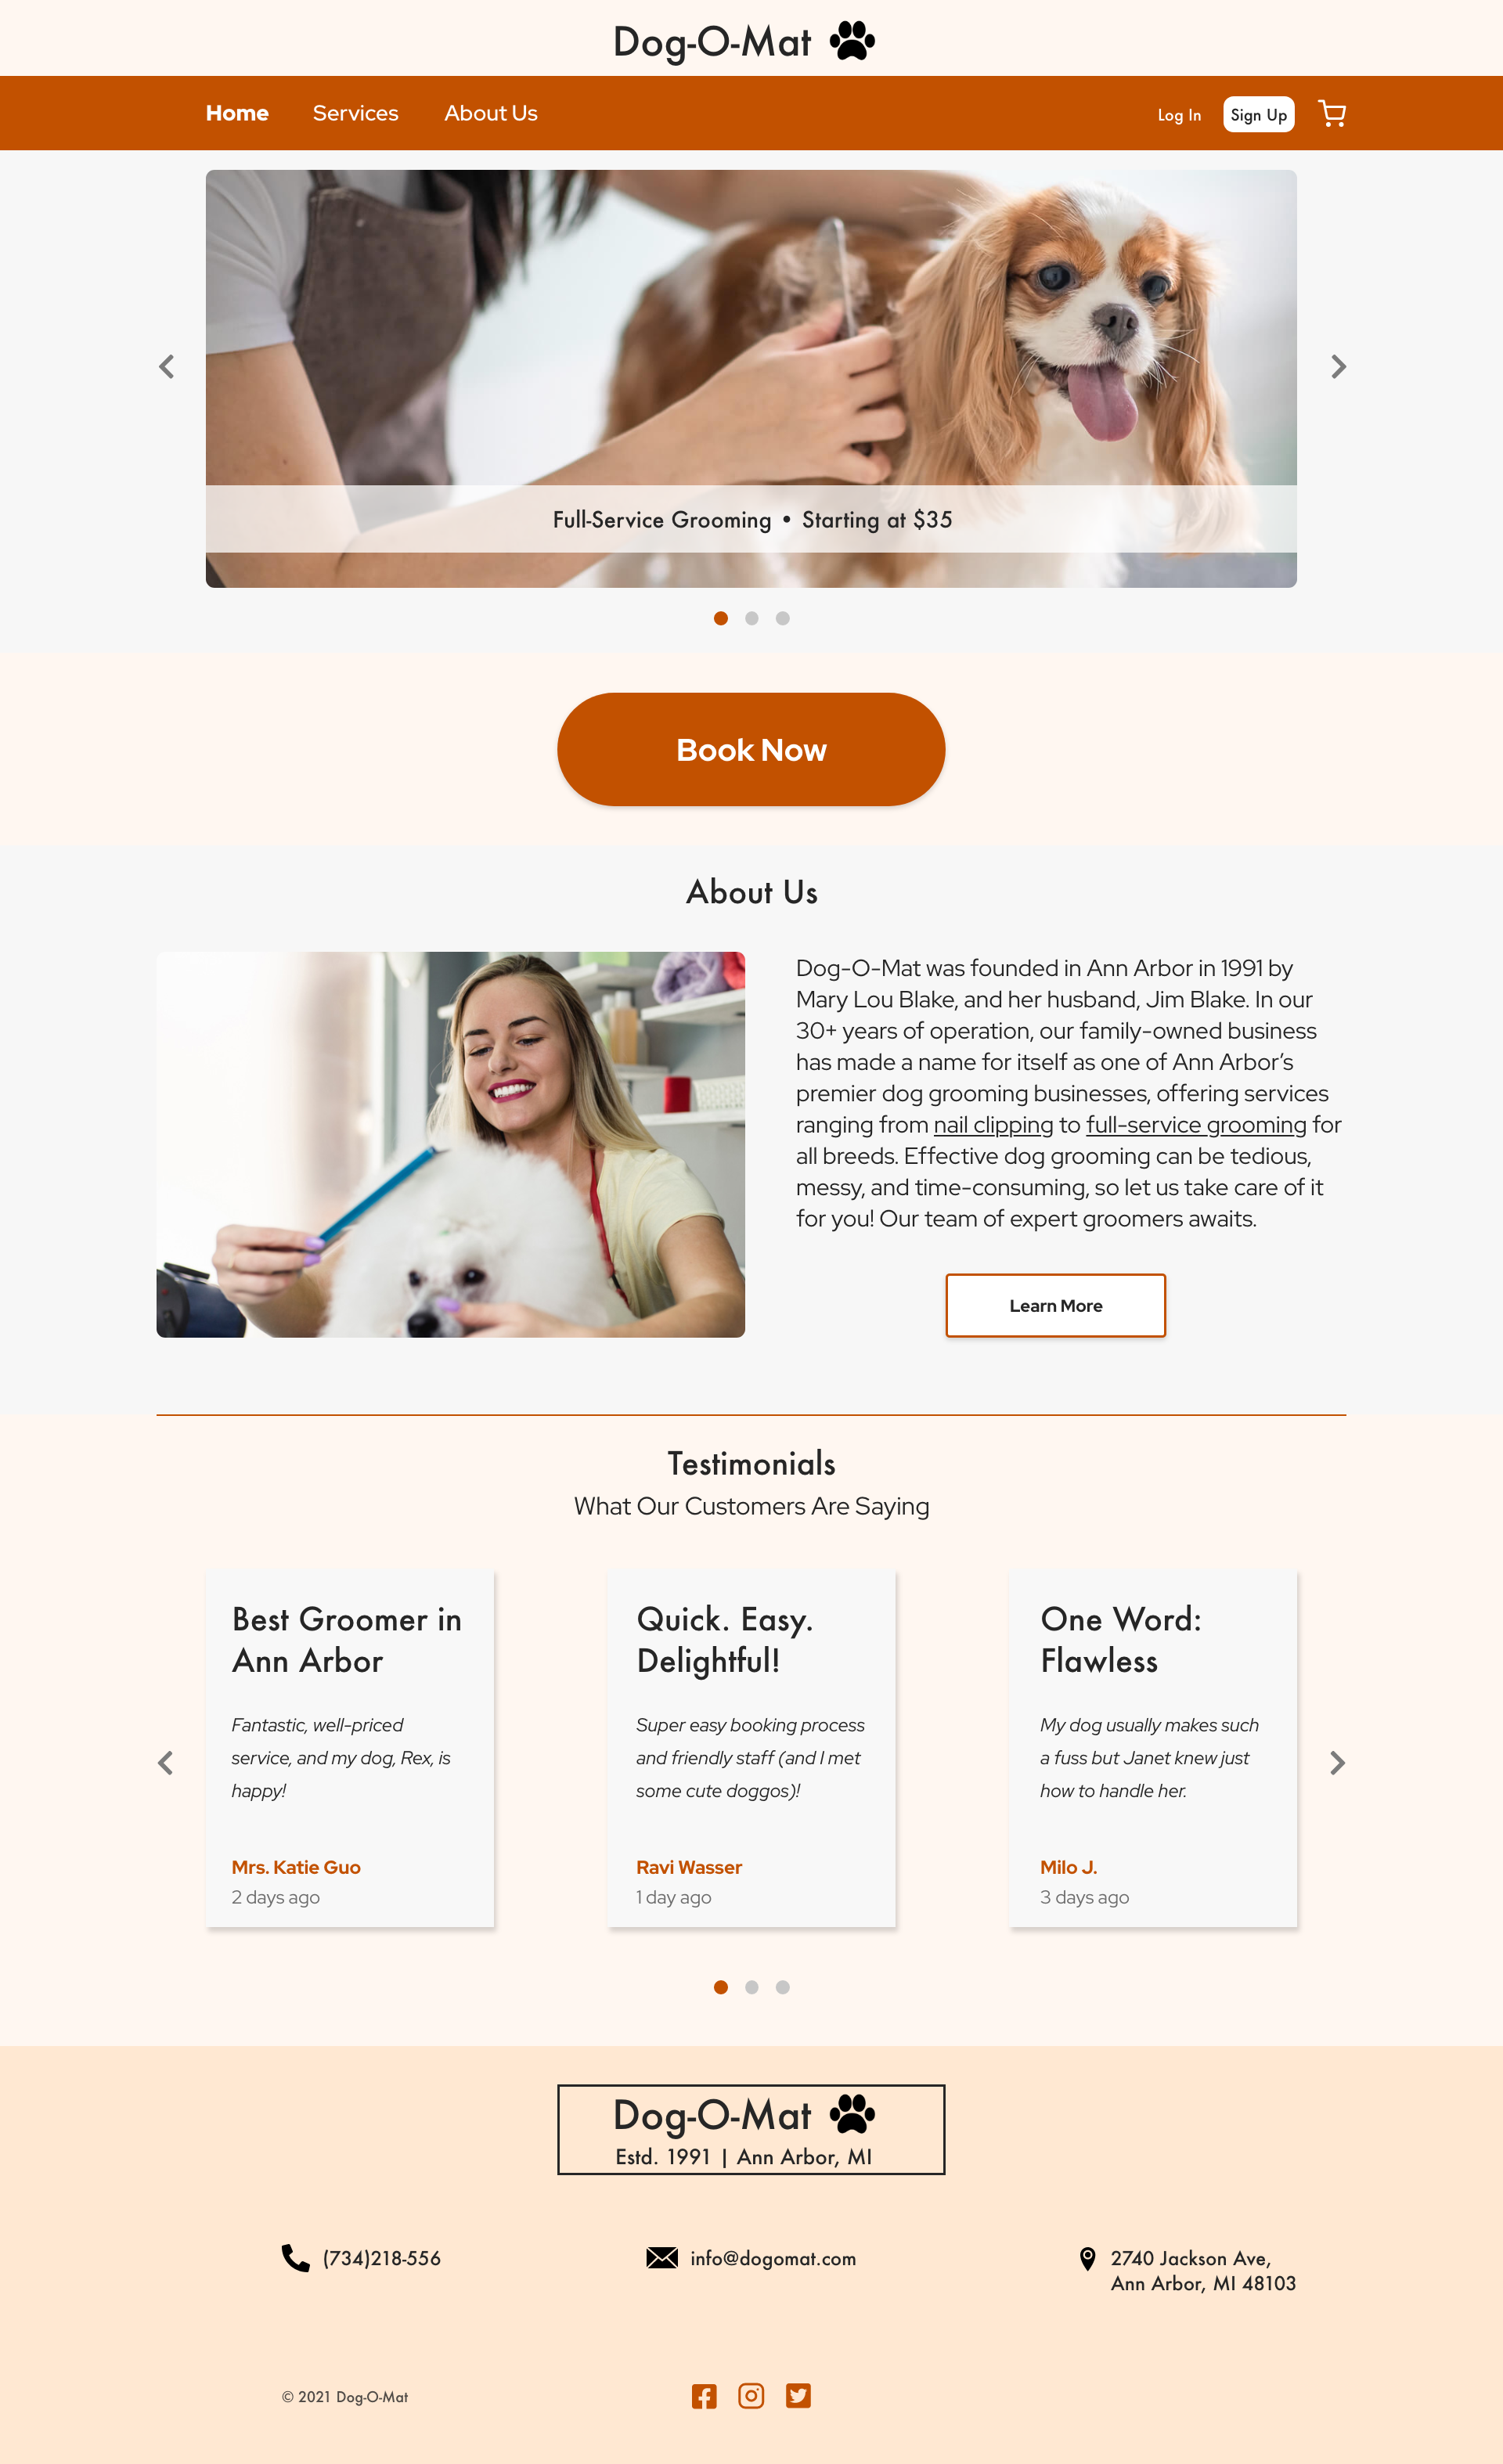 Dog-O-Mat
Home Services About Us Log In Sign Up
Full-Service Grooming • Starting at $35
Book Now
About Us
Dog-O-Mat was founded in Ann Arbor in 1991 by
Mary Lou Blake, and her husband, Jim Blake. In our
30+ years of operation, our family-owned business
has made a name for itself as one of Ann Arbor’s
premier dog grooming businesses, offering services
ranging from nail clipping to full-service grooming for
all breeds. Effective dog grooming can be tedious,
messy, and time-consuming, so let us take care of it
for you! Our team of expert groomers awaits.
Learn More
Testimonials
What Our Customers Are Saying
Best Groomer in
Ann Arbor
Fantastic, well-priced
service, and my dog, Rex, is
happy!
Mrs. Katie Guo
2 days ago
Quick. Easy.
Delightful!
Super easy booking process
and friendly staff (and I met
some cute doggos)!
Ravi Wasser
1 day ago
One Word:
Flawless
My dog usually makes such
a fuss but Janet knew just
how to handle her.
Milo J.
3 days ago
Dog-O-Mat
Estd. 1991 | Ann Arbor, MI
(734)218-556
info@dogomat.com
2740 Jackson Ave,
Ann Arbor, MI 48103
© 2021 Dog-O-Mat